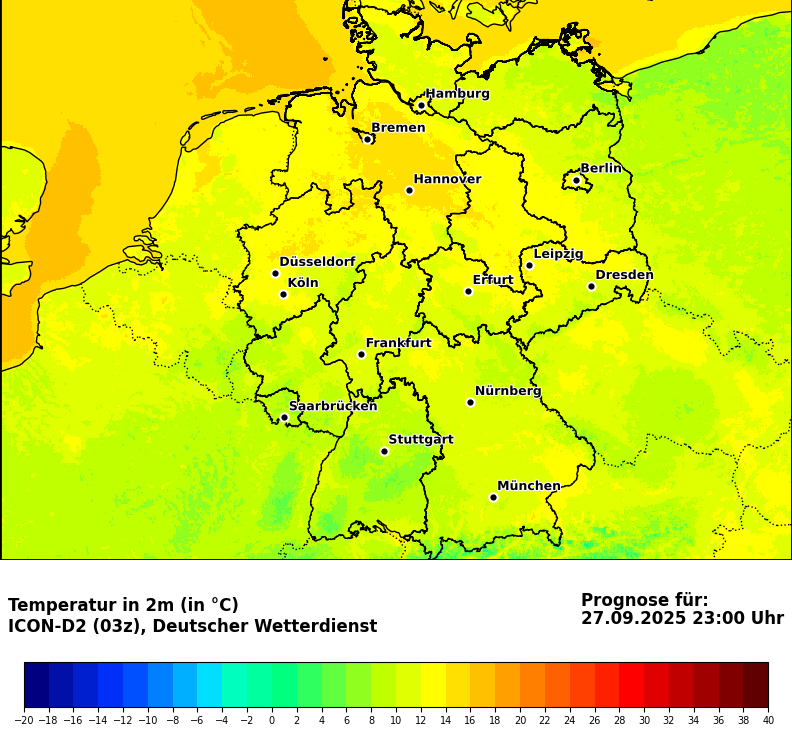 Hamburg
Bremen
Berlin
Hannover
Leipzig
Düsseldorf
Dresden
Köln
Erfurt
Frankfurt
Nürnberg
Saarbrücken
Stuttgart
München
Temperatur in 2m (in °C)
ICON-D2 (03z), Deutscher Wetterdienst
Prognose für:
27.09.2025 23:00 Uhr
−20 −18 −16 −14 −12 −10 −8 −6 −4 −2 0 2 4 6 8 10 12 14 16 18 20 22 24 26 28 30 32 34 36 38 40